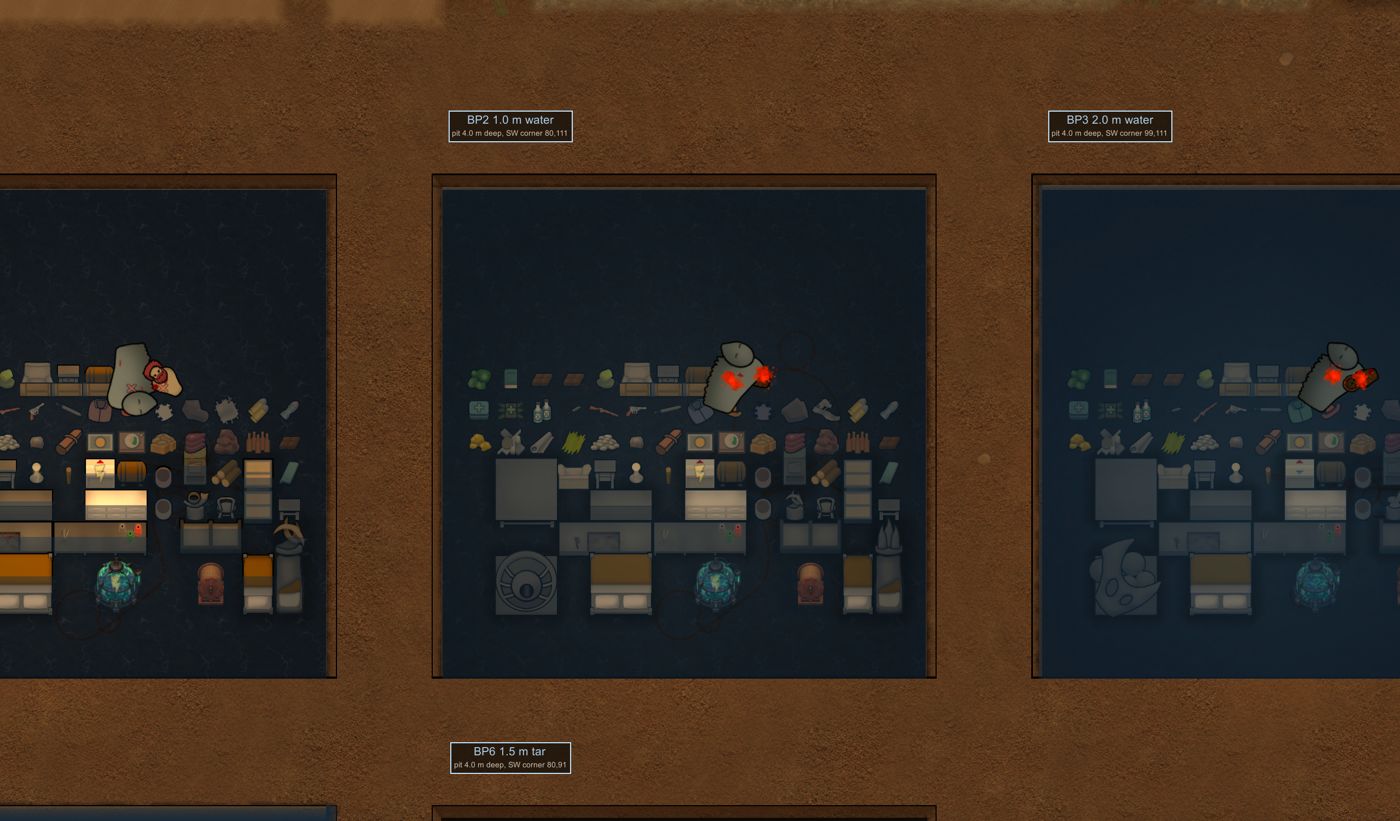 BP2 1.0 m water
pit 4.0 m deep, SW corner 80,111
BP3 2.0 m water
pit 4.0 m deep, SW corner 99,111
BP6 1.5 m tar
pit 4.0 m deep, SW corner 80,91